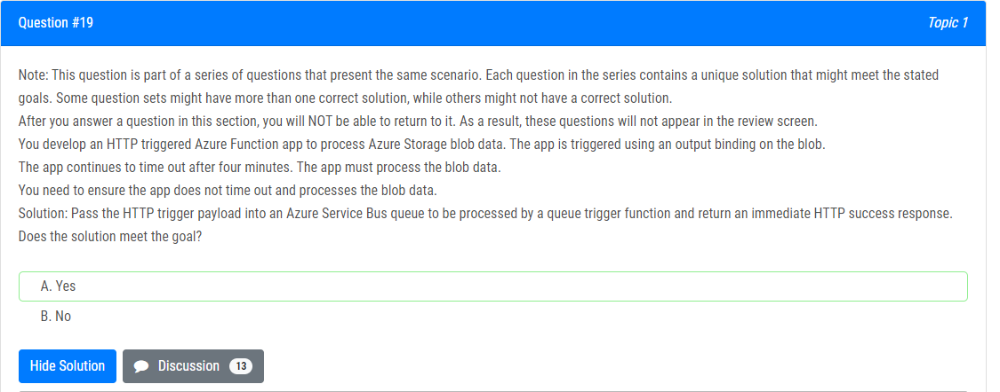 Question #19
Topic 1
Note: This question is part of a series of questions that present the same scenario. Each question in the series contains a unique solution that might meet the stated
goals. Some question sets might have more than one correct solution, while others might not have a correct solution.
After you answer a question in this section, you will NOT be able to return to it. As a result, these questions will not appear in the review screen.
You develop an HTTP triggered Azure Function app to process Azure Storage blob data. The app is triggered using an output binding on the blob.
The app continues to time out after four minutes. The app must process the blob data.
You need to ensure the app does not time out and processes the blob data.
Solution: Pass the HTTP trigger payload into an Azure Service Bus queue to be processed by a queue trigger function and return an immediate HTTP success response.
Does the solution meet the goal?
A. Yes
B. No
Hide Solution
Discussion 13